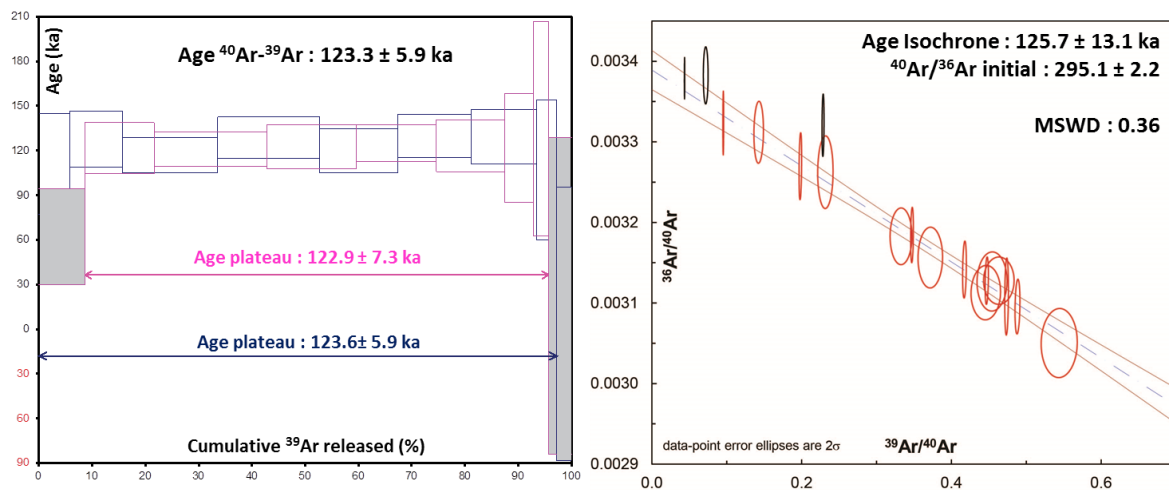 210
180
150
120
90
60
30
0
30
60
90
Age (ka)
Age ⁴⁰Ar-³⁹Ar : 123.3 ± 5.9 ka
Age plateau : 122.9 ± 7.3 ka
Age plateau : 123.6± 5.9 ka
Cumulative ³⁹Ar released (%)
0 10 20 30 40 50 60 70 80 90 100
Age Isochrone : 125.7 ± 13.1 ka
⁴⁰Ar/³⁶Ar initial : 295.1 ± 2.2
MSWD : 0.36
0.0034
0.0033
0.0032
0.0031
0.0030
0.0029
³⁶Ar/⁴⁰Ar
data-point error ellipses are 2σ
³⁹Ar/⁴⁰Ar
0.0 0.2 0.4 0.6